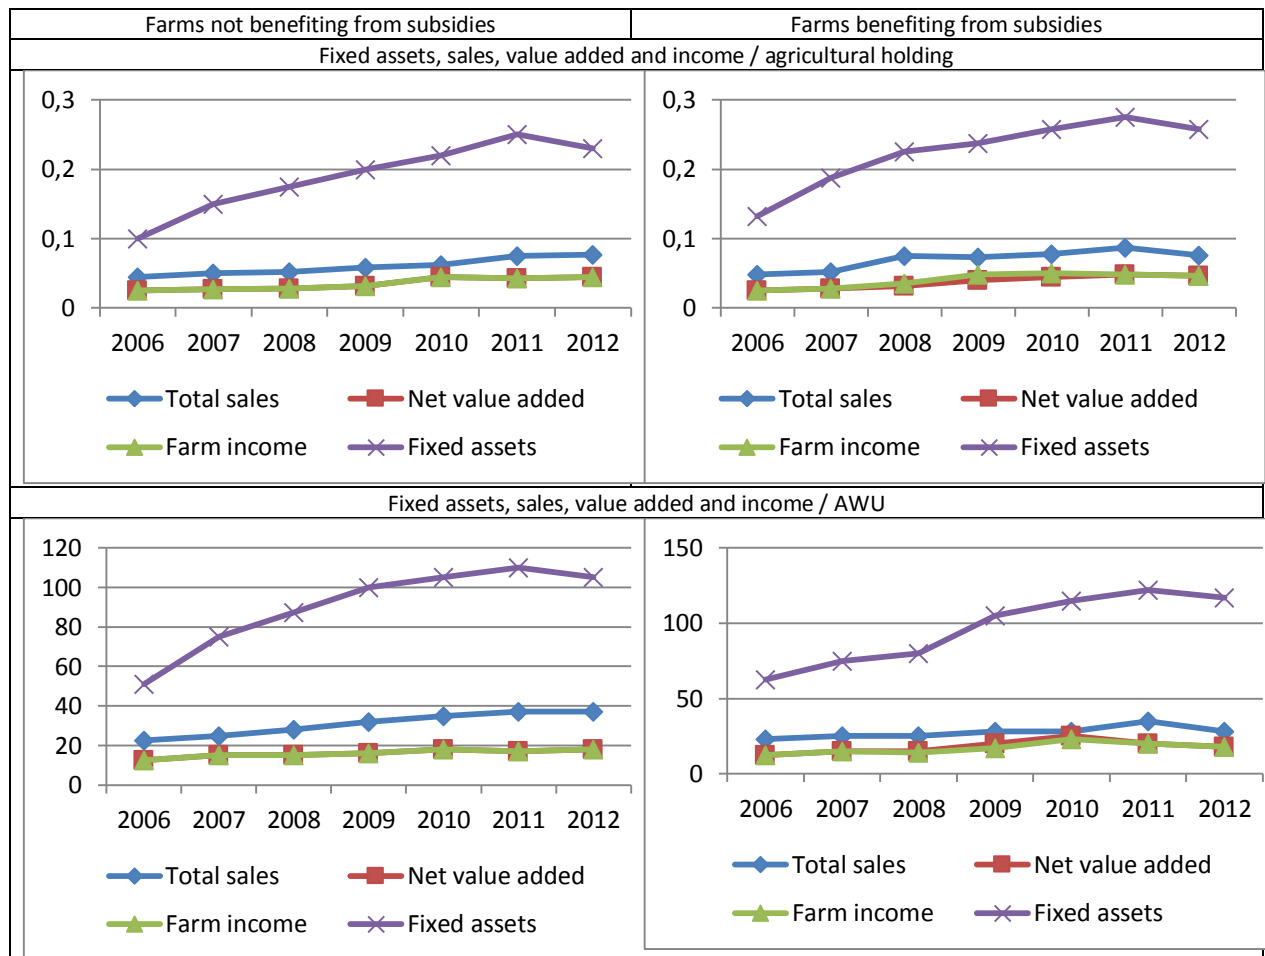 Farms not benefiting from subsidies
Farms benefiting from subsidies
Fixed assets, sales, value added and income / agricultural holding
0,3
0,2
0,1
0
2006 2007 2008 2009 2010 2011 2012
Total sales Net value added
Farm income Fixed assets
0,3
0,2
0,1
0
2006 2007 2008 2009 2010 2011 2012
Total sales Net value added
Farm income Fixed assets
Fixed assets, sales, value added and income / AWU
120
100
80
60
40
20
0
2006 2007 2008 2009 2010 2011 2012
Total sales Net value added
Farm income Fixed assets
150
100
50
0
2006 2007 2008 2009 2010 2011 2012
Total sales Net value added
Farm income Fixed assets